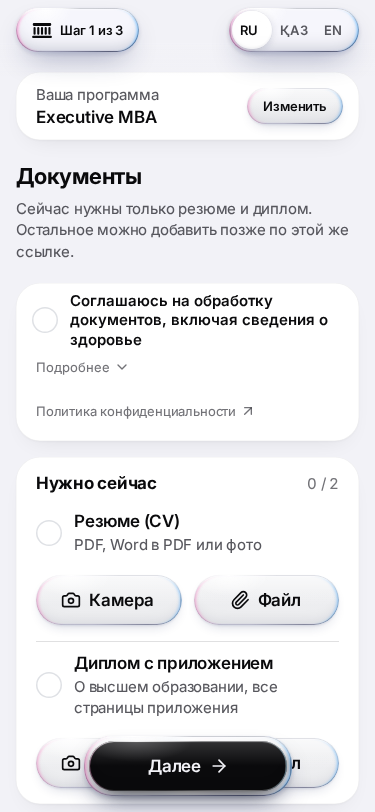 Шаг 1 из 3
RU ҚАЗ EN
Ваша программа
Executive MBA
Изменить
Документы
Сейчас нужны только резюме и диплом.
Остальное можно добавить позже по этой же
ссылке.
Соглашаюсь на обработку
документов, включая сведения о
здоровье
Подробнее
Политика конфиденциальности
Нужно сейчас
0 / 2
Резюме (CV)
PDF, Word в PDF или фото
Камера
Файл
Диплом с приложением
О высшем образовании, все
страницы приложения
Далее